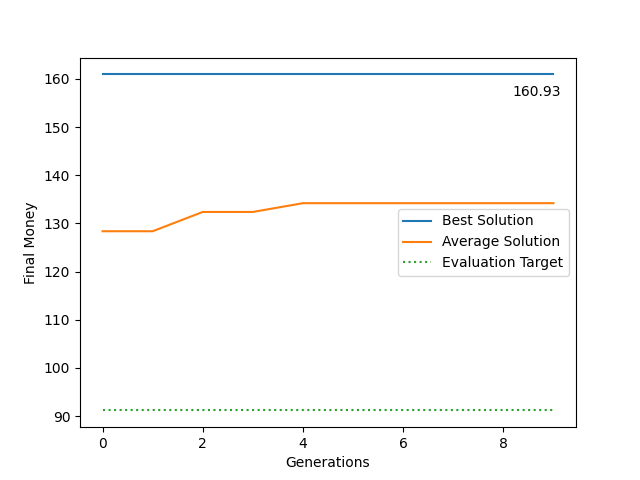 160
150
140
130
120
110
100
90
Final Money
160.93
Best Solution
Average Solution
Evaluation Target
0 2 4 6 8
Generations